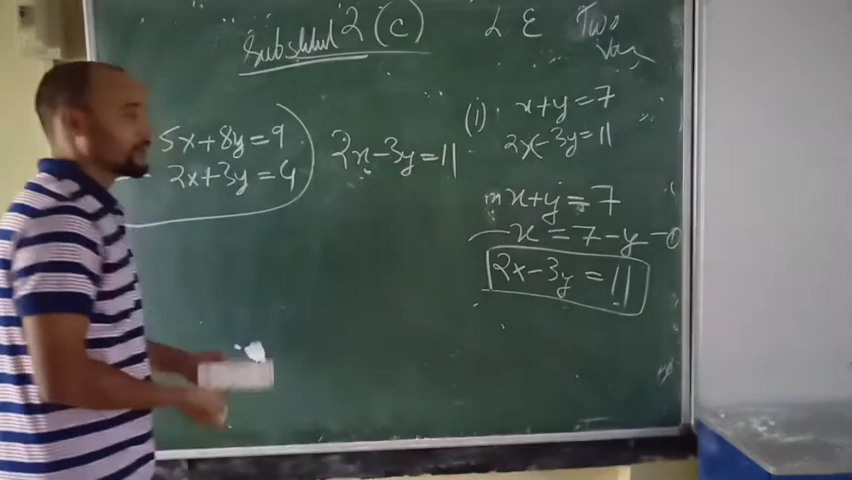 2(C)
Substitut
L E Two
Var
5x+8y=9
2x+3y=4
2x-3y=11
(i) x+y=7
2x-3y=11
in x+y=7
x=7-y-①
2x-3y=11